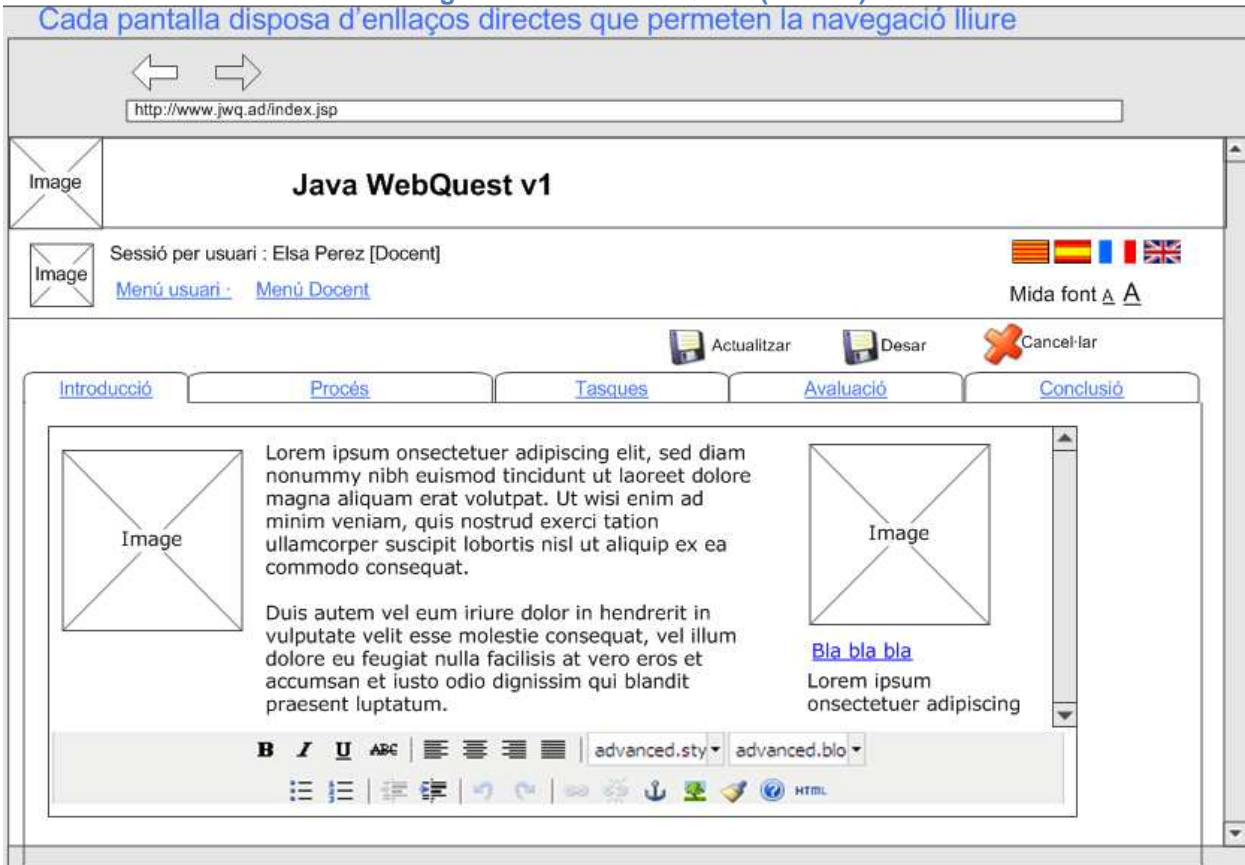 Cada pantalla disposa d'enllaços directes que permeten la navegació lliure
http://www.jwq.ad/index.jsp
Image
Java WebQuest v1
Image
Sessió per usuari : Elsa Perez [Docent]
Menú usuari · Menú Docent
Mida font A A
Actualitzar Desar Cancel·lar
Introducció Procés Tasques Avaluació Conclusió
Image
Lorem ipsum onsectetuer adipiscing elit, sed diam
nonummy nibh euismod tincidunt ut laoreet dolore
magna aliquam erat volutpat. Ut wisi enim ad
minim veniam, quis nostrud exerci tation
ullamcorper suscipit lobortis nisl ut aliquip ex ea
commodo consequat.
Duis autem vel eum iriure dolor in hendrerit in
vulputate velit esse molestie consequat, vel illum
dolore eu feugiat nulla facilisis at vero eros et
accumsan et iusto odio dignissim qui blandit
praesent luptatum.
Image
Bla bla bla
Lorem ipsum
onsectetuer adipiscing
B I U ABC advanced.sty advanced.blo
HTML